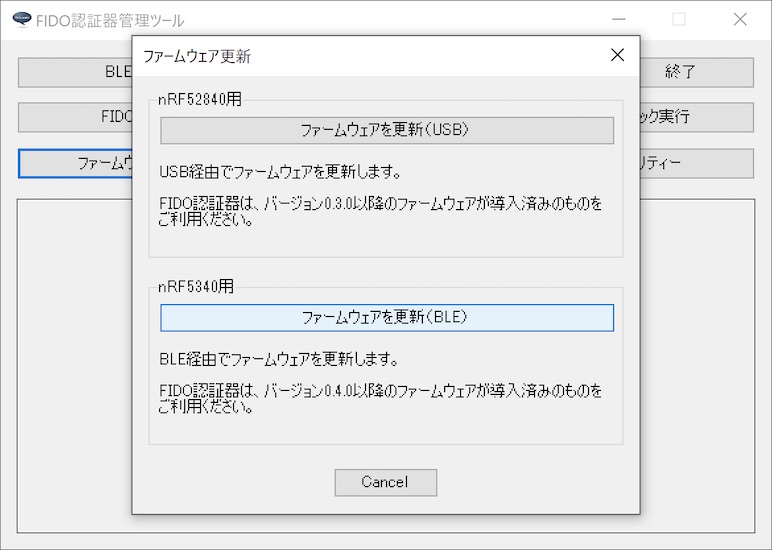 FIDO認証器管理ツール
ファームウェア更新
BLE
終了
nRF52840用
ファームウェアを更新(USB)
FIDO
ック実行
USB経由でファームウェアを更新します。
ファームウ
リティー
FIDO認証器は、バージョン0.3.0以降のファームウェアが導入済みのものを
ご利用ください。
nRF5340用
ファームウェアを更新(BLE)
BLE経由でファームウェアを更新します。
FIDO認証器は、バージョン0.4.0以降のファームウェアが導入済みのものを
ご利用ください。
Cancel